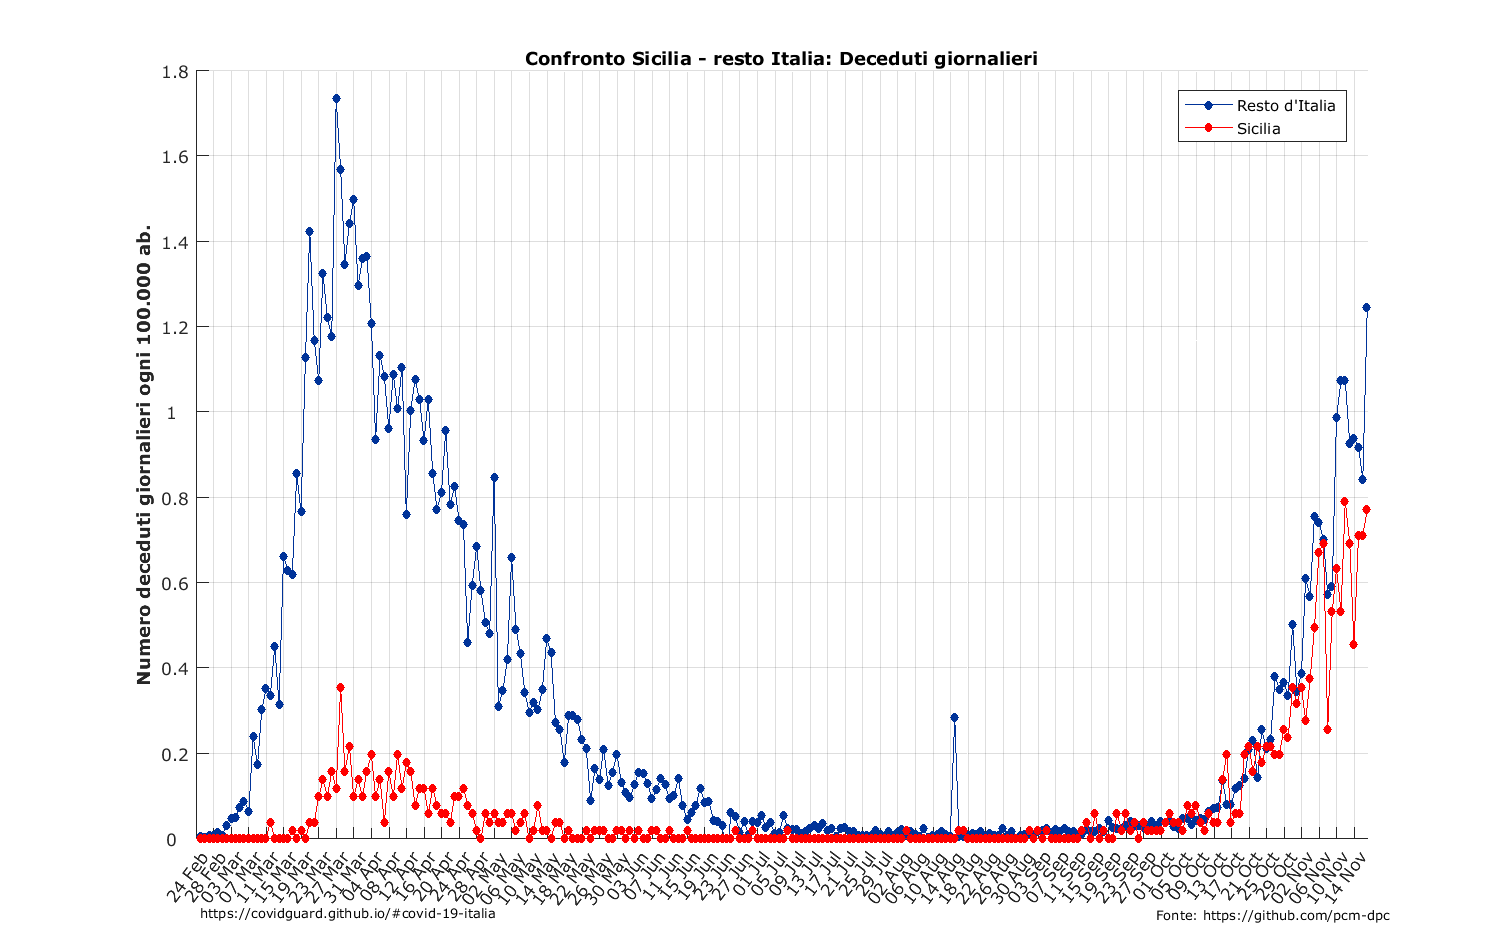 Confronto Sicilia - resto Italia: Deceduti giornalieri
Numero deceduti giornalieri ogni 100.000 ab.
1.8
1.6
1.4
1.2
1
0.8
0.6
0.4
0.2
0
Resto d'Italia
Sicilia
24 Feb
28 Feb
03 Mar
07 Mar
11 Mar
15 Mar
19 Mar
23 Mar
27 Mar
31 Mar
04 Apr
08 Apr
12 Apr
16 Apr
20 Apr
24 Apr
28 Apr
02 May
06 May
10 May
14 May
18 May
22 May
26 May
30 May
03 Jun
07 Jun
11 Jun
15 Jun
19 Jun
23 Jun
27 Jun
01 Jul
05 Jul
09 Jul
13 Jul
17 Jul
21 Jul
25 Jul
29 Jul
02 Aug
06 Aug
10 Aug
14 Aug
18 Aug
22 Aug
26 Aug
30 Aug
03 Sep
07 Sep
11 Sep
15 Sep
19 Sep
23 Sep
27 Sep
01 Oct
05 Oct
09 Oct
13 Oct
17 Oct
21 Oct
25 Oct
29 Oct
02 Nov
06 Nov
10 Nov
14 Nov
https://covidguard.github.io/#covid-19-italia
Fonte: https://github.com/pcm-dpc